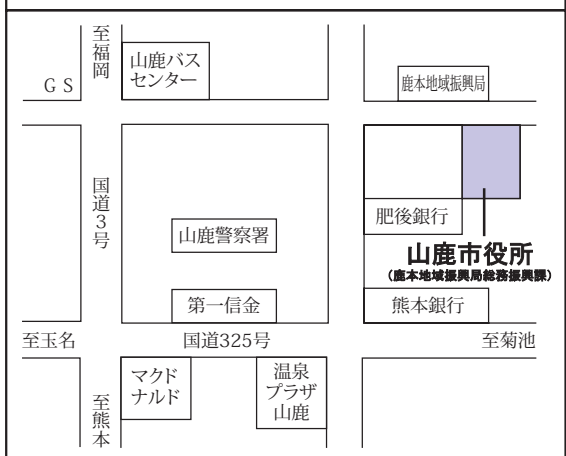 至福岡
山鹿バス
センター
GS
鹿本地域振興局
国道3号
肥後銀行
山鹿警察署
山鹿市役所
(鹿本地域振興局総務振興課)
第一信金
熊本銀行
至玉名
国道325号
至菊池
マクド
ナルド
温泉
プラザ
山鹿
至熊本